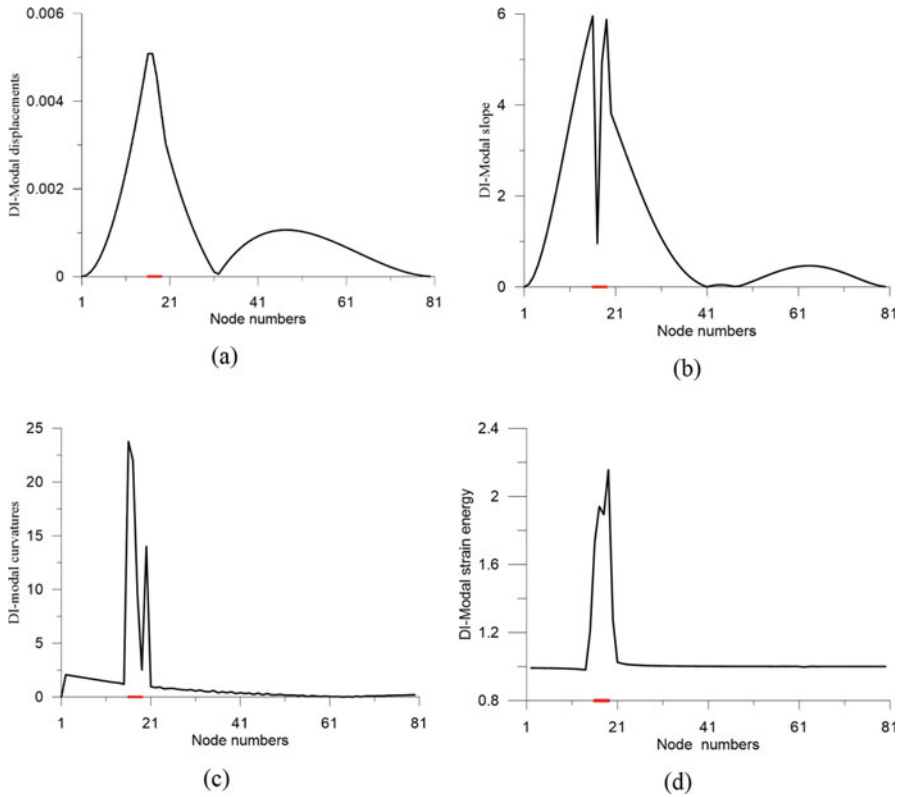 0.006
0.004
0.002
0
DI-Modal displacements
1 21 41 61 81
Node numbers
(a)
6
4
2
0
DI-Modal slope
1 21 41 61 81
Node numbers
(b)
25
20
15
10
5
0
DI-modal curvatures
1 21 41 61 81
Node numbers
(c)
2.4
2
1.6
1.2
0.8
DI-Modal strain energy
1 21 41 61 81
Node numbers
(d)